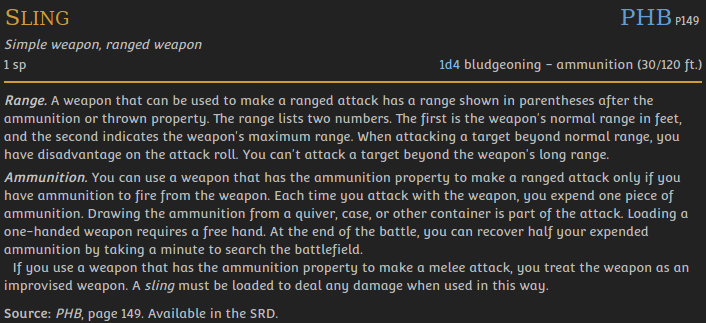 SLING PHB P149
Simple weapon, ranged weapon
1 sp 1d4 bludgeoning - ammunition (30/120 ft.)
Range. A weapon that can be used to make a ranged attack has a range shown in parentheses after the
ammunition or thrown property. The range lists two numbers. The first is the weapon's normal range in feet,
and the second indicates the weapon's maximum range. When attacking a target beyond normal range, you
have disadvantage on the attack roll. You can't attack a target beyond the weapon's long range.
Ammunition. You can use a weapon that has the ammunition property to make a ranged attack only if you
have ammunition to fire from the weapon. Each time you attack with the weapon, you expend one piece of
ammunition. Drawing the ammunition from a quiver, case, or other container is part of the attack. Loading a
one-handed weapon requires a free hand. At the end of the battle, you can recover half your expended
ammunition by taking a minute to search the battlefield.
If you use a weapon that has the ammunition property to make a melee attack, you treat the weapon as an
improvised weapon. A sling must be loaded to deal any damage when used in this way.
Source: PHB, page 149. Available in the SRD.